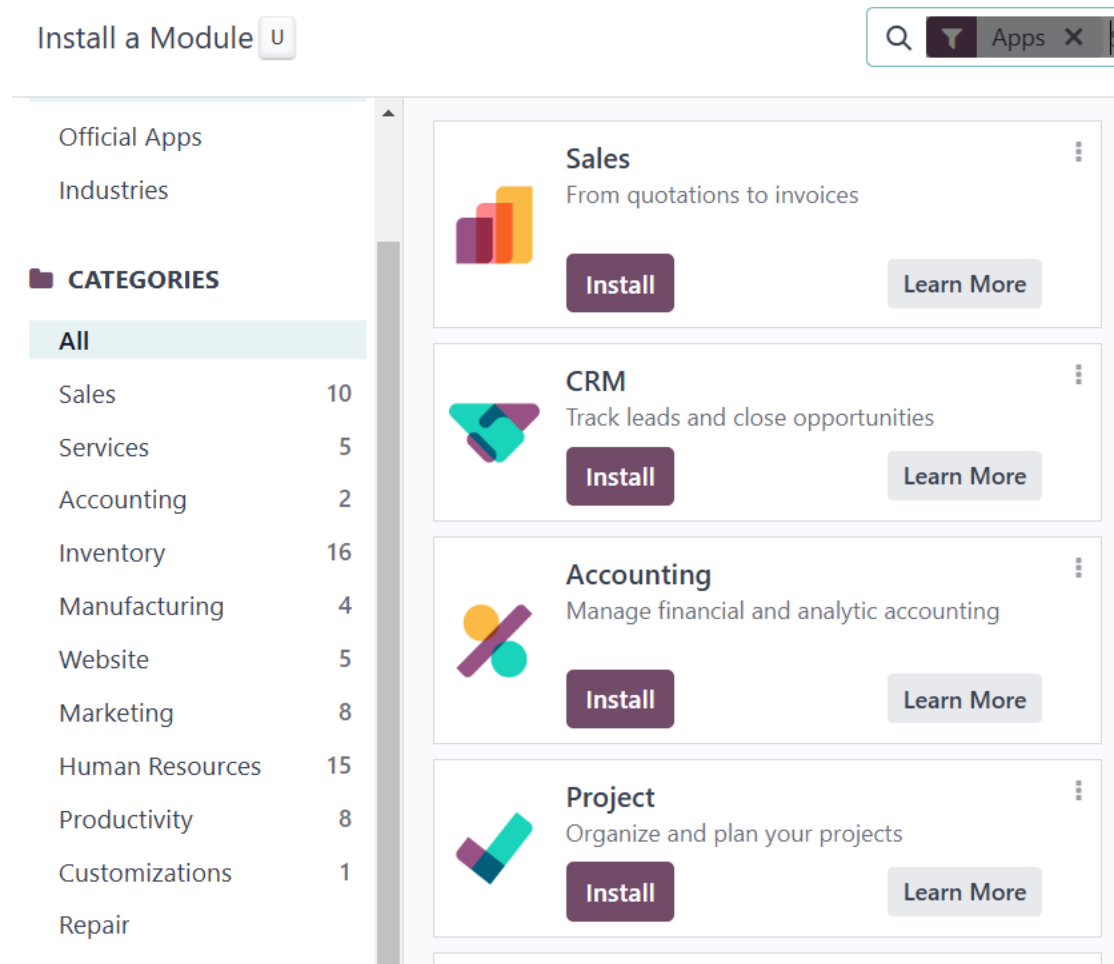 Install a Module U
Apps
Official Apps
Industries
CATEGORIES
All
Sales 10
Services 5
Accounting 2
Inventory 16
Manufacturing 4
Website 5
Marketing 8
Human Resources 15
Productivity 8
Customizations 1
Repair
Sales
From quotations to invoices
Install
Learn More
CRM
Track leads and close opportunities
Install
Learn More
Accounting
Manage financial and analytic accounting
Install
Learn More
Project
Organize and plan your projects
Install
Learn More